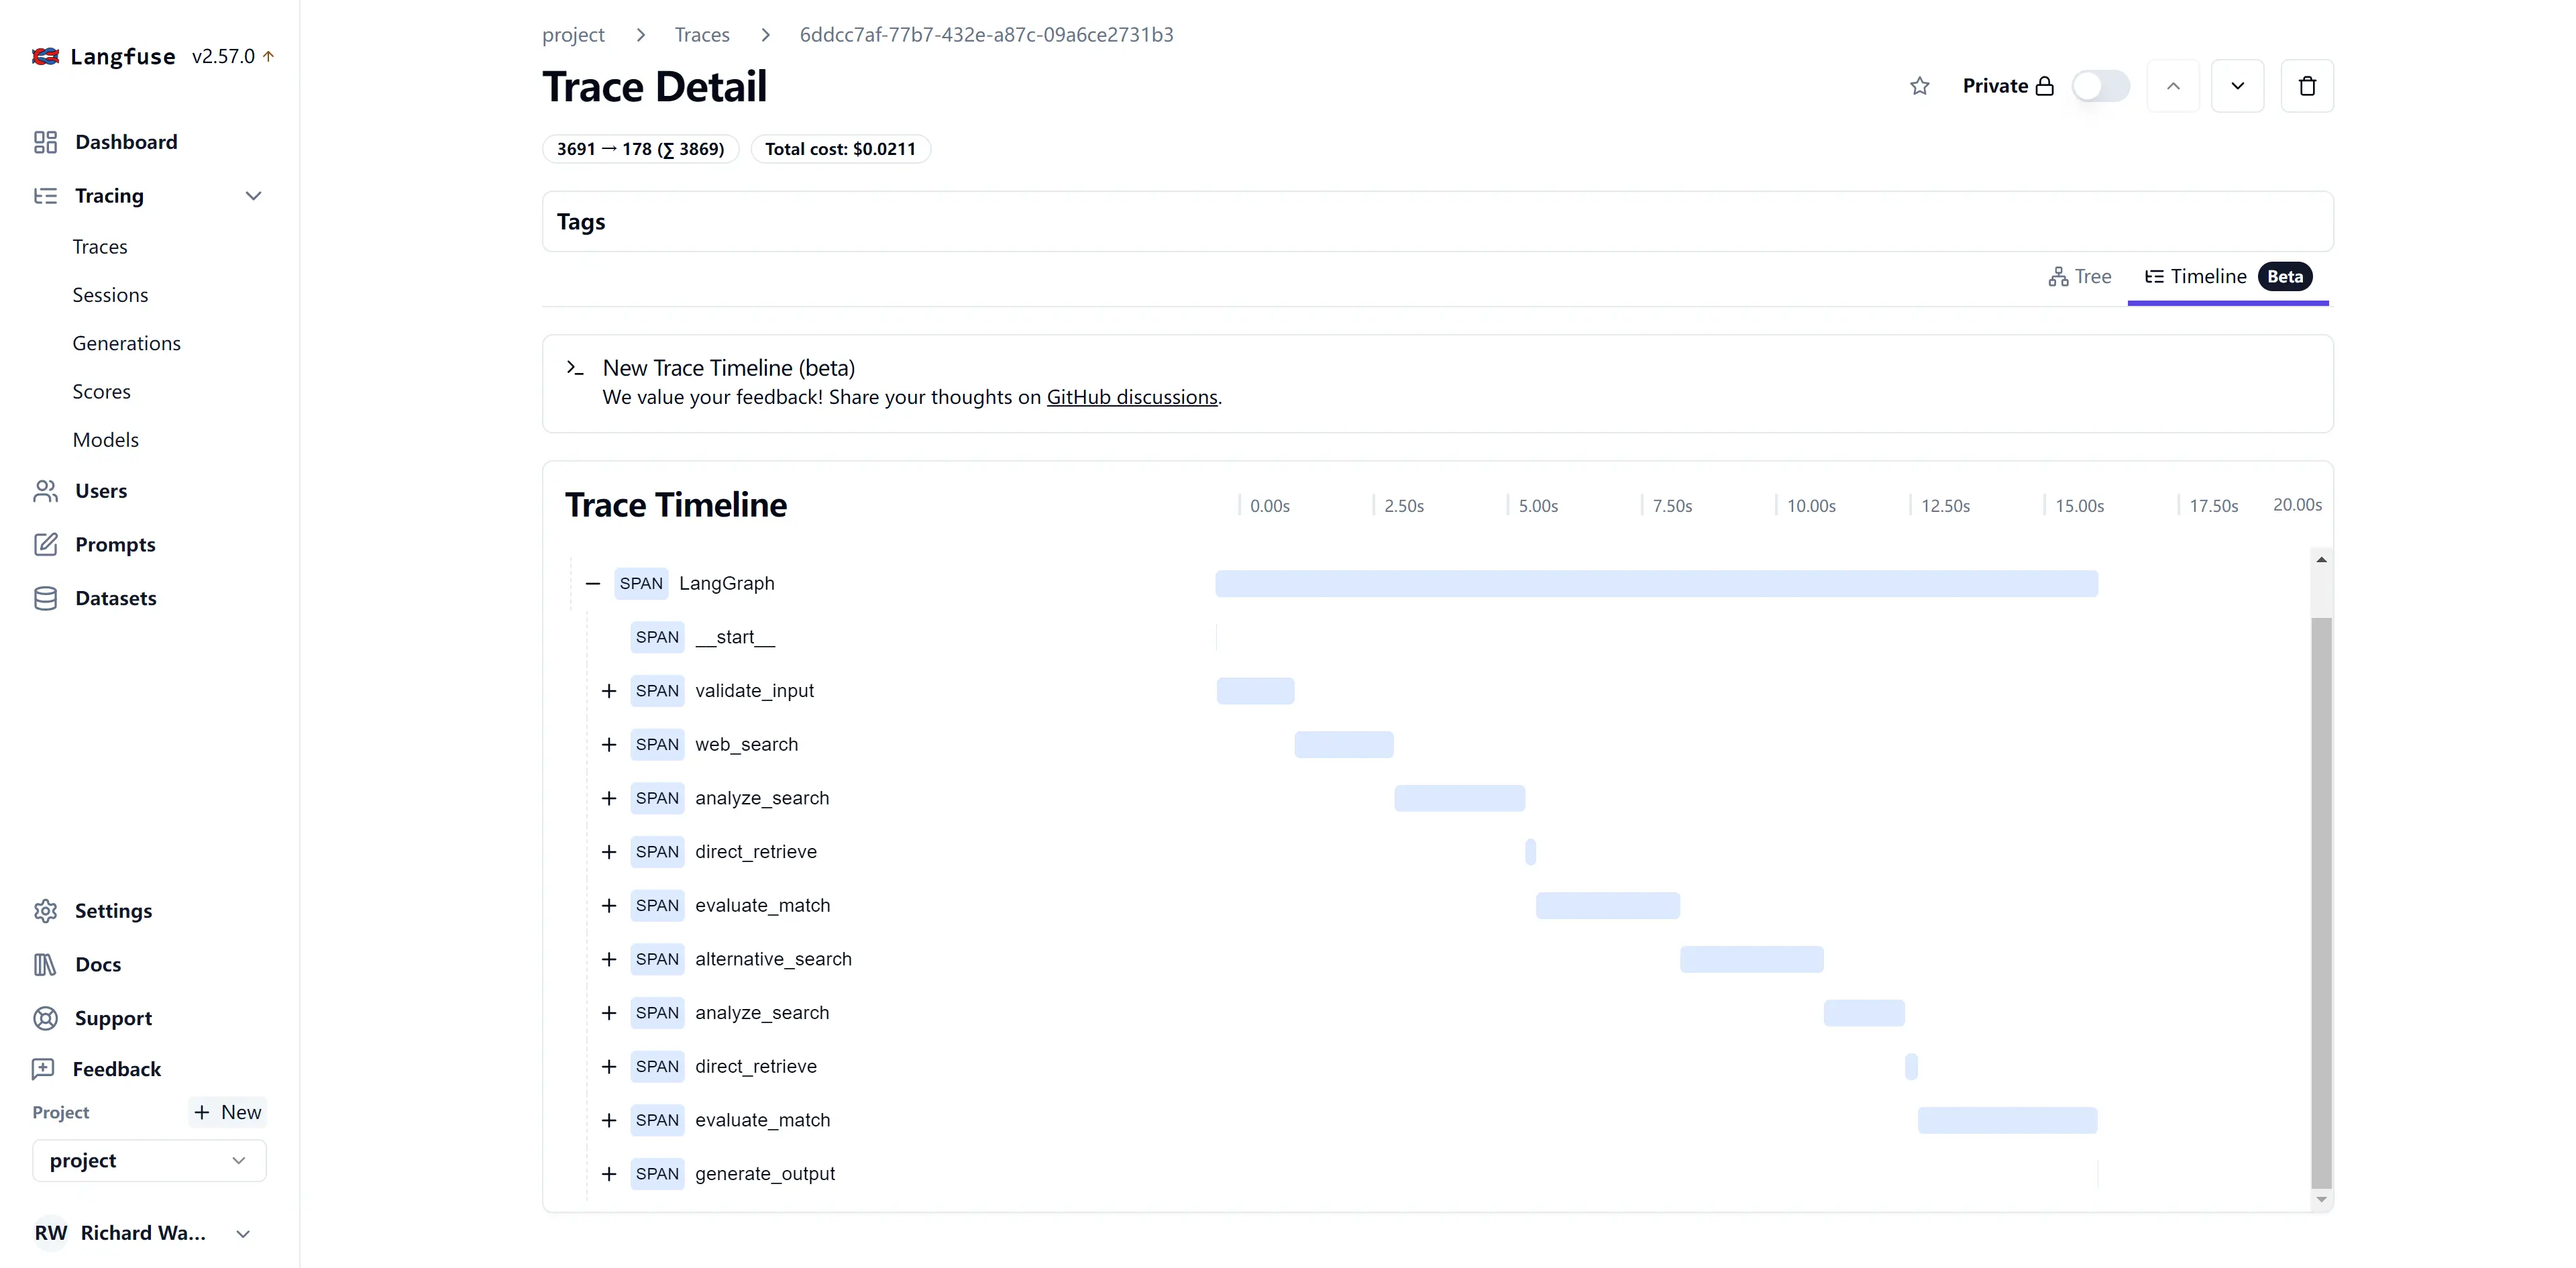 Langfuse v2.57.0
Dashboard
Tracing
Traces
Sessions
Generations
Scores
Models
Users
Prompts
Datasets
Settings
Docs
Support
Feedback
Project
+ New
project
RW Richard Wa...
project > Traces > 6ddcc7af-77b7-432e-a87c-09a6ce2731b3
Trace Detail
Private
3691 → 178 (∑ 3869) Total cost: $0.0211
Tags
Tree Timeline Beta
New Trace Timeline (beta)
We value your feedback! Share your thoughts on GitHub discussions.
Trace Timeline 0.00s 2.50s 5.00s 7.50s 10.00s 12.50s 15.00s 17.50s 20.00s
SPAN LangGraph
SPAN __start__
SPAN validate_input
SPAN web_search
SPAN analyze_search
SPAN direct_retrieve
SPAN evaluate_match
SPAN alternative_search
SPAN analyze_search
SPAN direct_retrieve
SPAN evaluate_match
SPAN generate_output